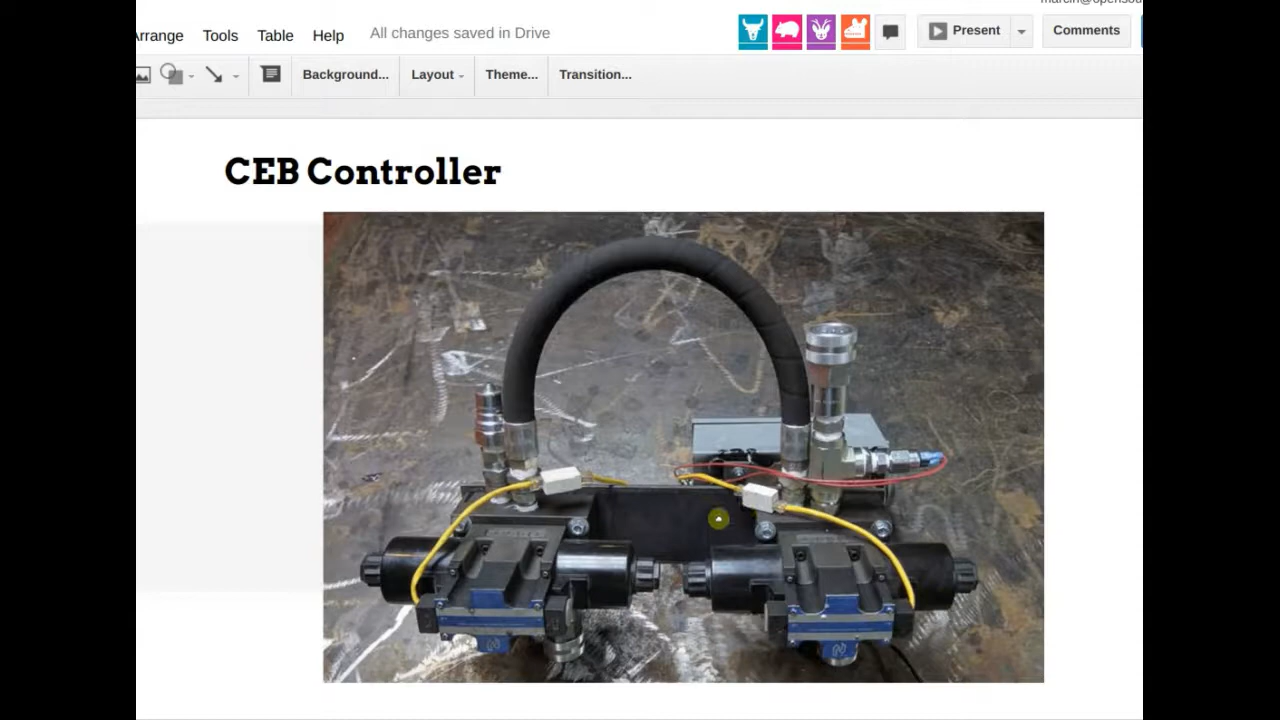 Arrange Tools Table Help All changes saved in Drive Present Comments
Background... Layout Theme... Transition...
CEB Controller